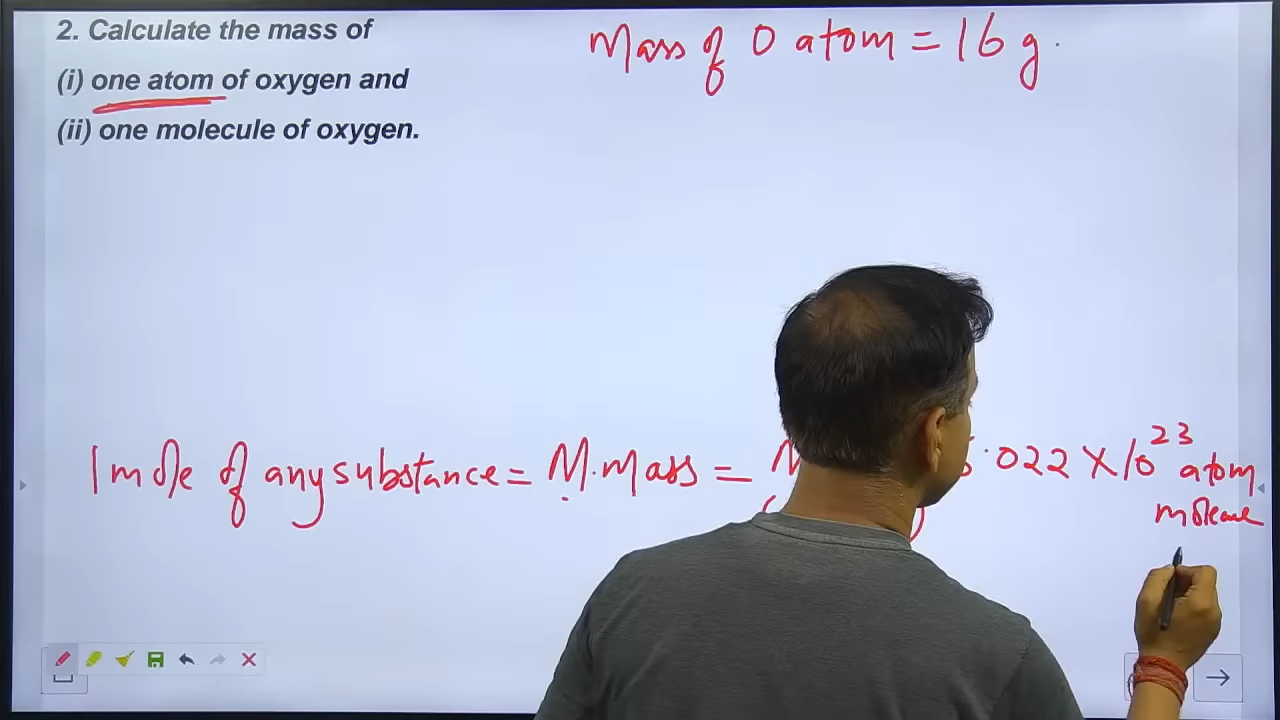 2. Calculate the mass of
(i) one atom of oxygen and
(ii) one molecule of oxygen.
Mass of O atom = 16 g.
1 mole of any substance = M. Mass = .022 X 10²³ atom